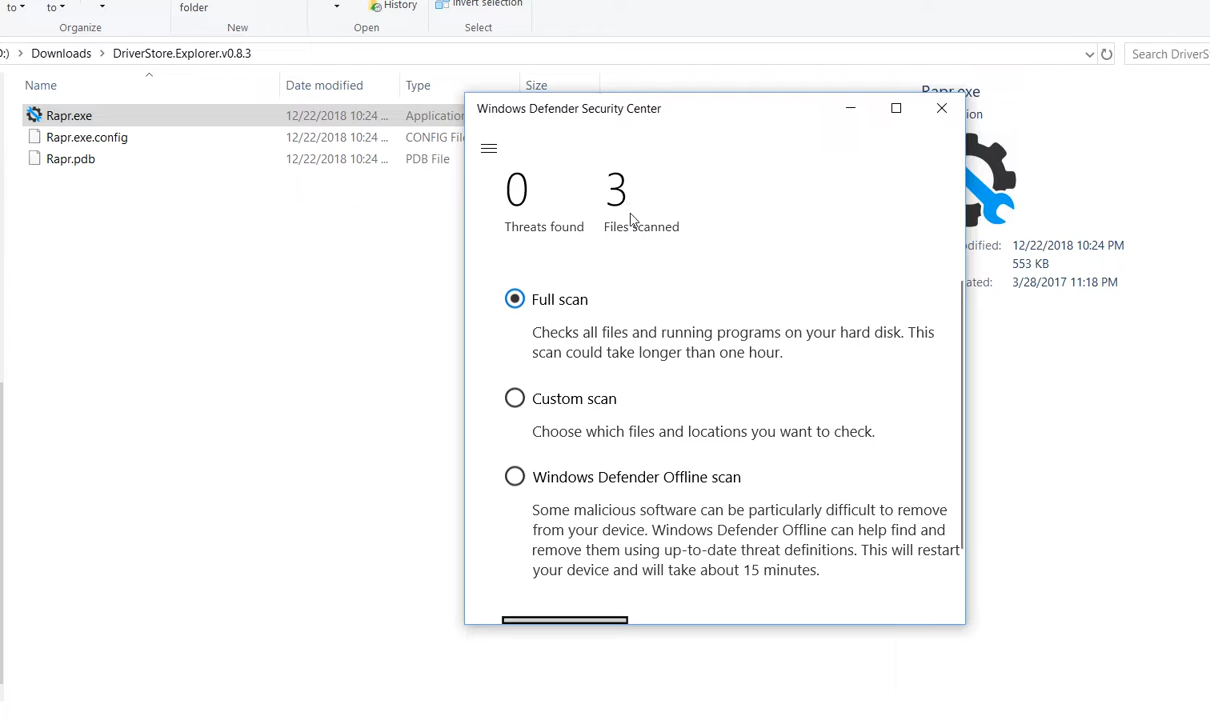 to to
Organize
folder
New
History
Open
Invert selection
Select
:) > Downloads > DriverStore.Explorer.v0.8.3
Search DriverS
Name Date modified Type Size
Rapr.exe 12/22/2018 10:24 ... Application
Rapr.exe.config 12/22/2018 10:24 ... CONFIG File
Rapr.pdb 12/22/2018 10:24 ... PDB File
Windows Defender Security Center
0 3
Threats found Files scanned
Full scan
Checks all files and running programs on your hard disk. This
scan could take longer than one hour.
Custom scan
Choose which files and locations you want to check.
Windows Defender Offline scan
Some malicious software can be particularly difficult to remove
from your device. Windows Defender Offline can help find and
remove them using up-to-date threat definitions. This will restart
your device and will take about 15 minutes.
Rapr.exe
ion
dified: 12/22/2018 10:24 PM
553 KB
ated: 3/28/2017 11:18 PM